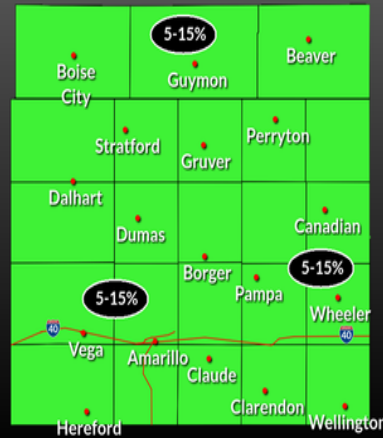 5-15%
Beaver
Boise
City
Guymon
Perryton
Stratford
Gruver
Dalhart
Dumas
Canadian
Borger
5-15%
Pampa
5-15%
Wheeler
40
40
Vega
Amarillo
Claude
Clarendon
Hereford
Wellington